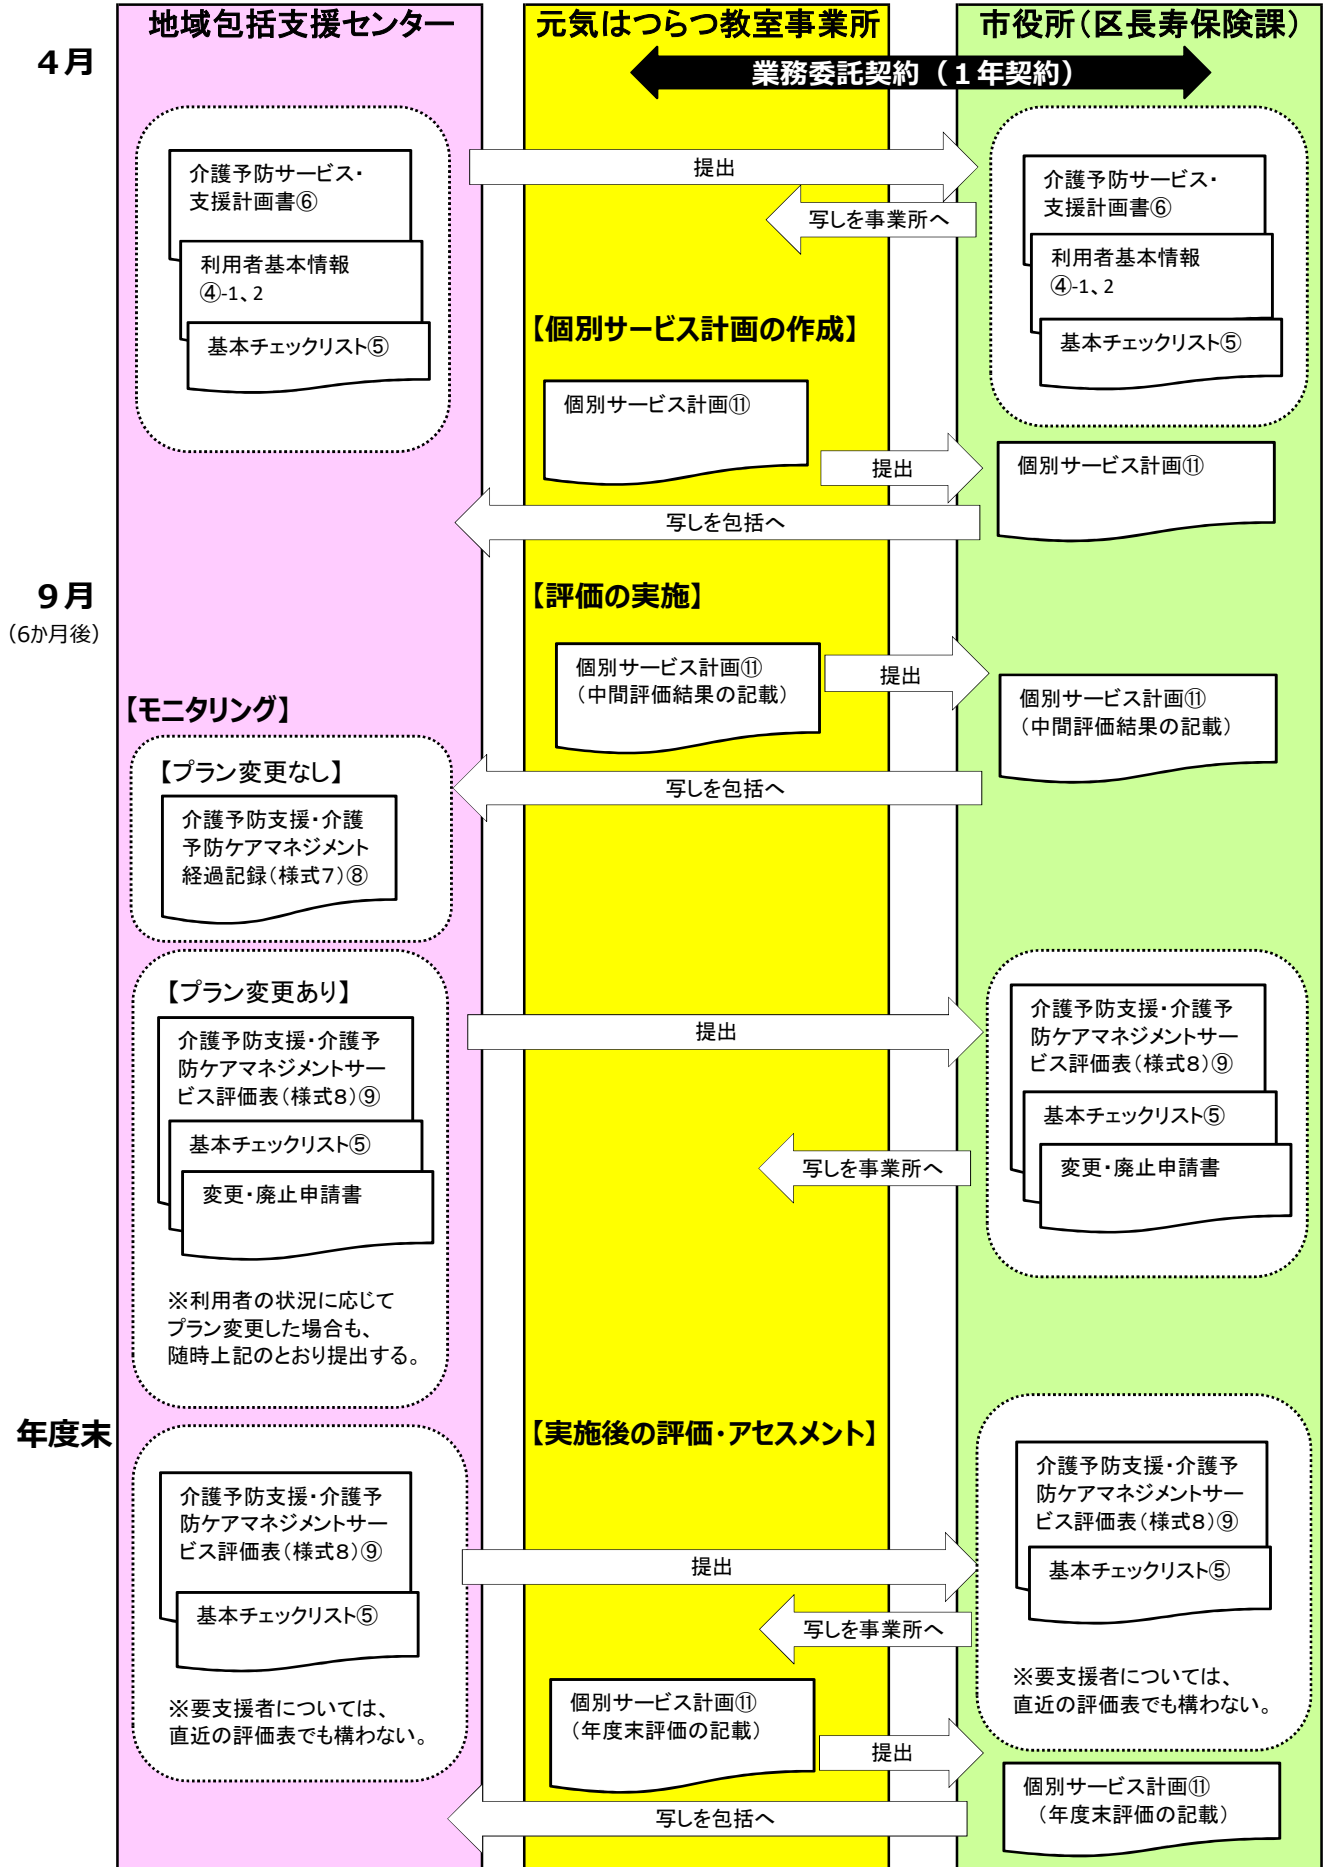 地域包括支援センター
元気はつらつ教室事業所
市役所（区長寿保険課）
４月
業務委託契約（１年契約）
介護予防サービス・
支援計画書⑥
利用者基本情報
④-1、2
基本チェックリスト⑤
提出
写しを事業所へ
介護予防サービス・
支援計画書⑥
利用者基本情報
④-1、2
基本チェックリスト⑤
【個別サービス計画の作成】
個別サービス計画⑪
提出
個別サービス計画⑪
写しを包括へ
９月
（6か月後）
【評価の実施】
個別サービス計画⑪
（中間評価結果の記載）
提出
個別サービス計画⑪
（中間評価結果の記載）
写しを包括へ
【モニタリング】
【プラン変更なし】
介護予防支援・介護
予防ケアマネジメント
経過記録（様式７）⑧
【プラン変更あり】
介護予防支援・介護予
防ケアマネジメントサー
ビス評価表（様式８）⑨
基本チェックリスト⑤
変更・廃止申請書
※利用者の状況に応じて
プラン変更した場合も、
随時上記のとおり提出する。
提出
写しを事業所へ
介護予防支援・介護予
防ケアマネジメントサー
ビス評価表（様式８）⑨
基本チェックリスト⑤
変更・廃止申請書
年度末
【実施後の評価・アセスメント】
介護予防支援・介護予
防ケアマネジメントサー
ビス評価表（様式８）⑨
基本チェックリスト⑤
※要支援者については、
直近の評価表でも構わない。
提出
写しを事業所へ
介護予防支援・介護予
防ケアマネジメントサー
ビス評価表（様式８）⑨
基本チェックリスト⑤
※要支援者については、
直近の評価表でも構わない。
個別サービス計画⑪
（年度末評価の記載）
提出
個別サービス計画⑪
（年度末評価の記載）
写しを包括へ